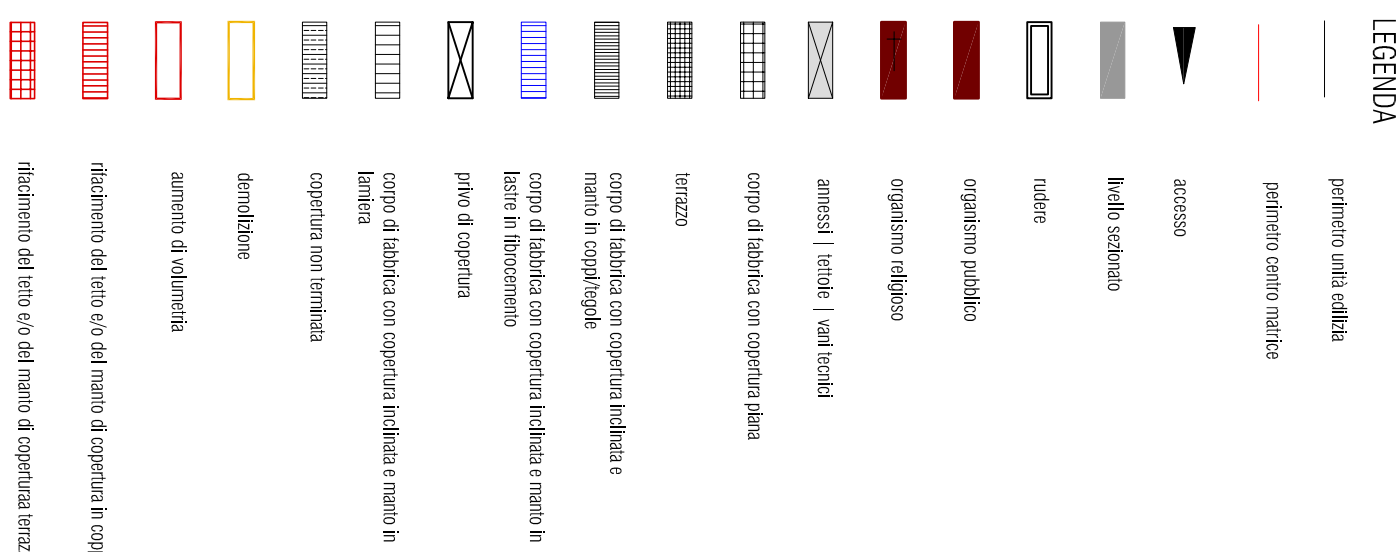 LEGENDA
perimetro unità edilizia
perimetro centro matrice
accesso
livello sezionato
rudere
organismo pubblico
organismo religioso
annessi | tettoie | vani tecnici
corpo di fabbrica con copertura piana
terrazzo
corpo di fabbrica con copertura inclinata e
manto in coppi/tegole
corpo di fabbrica con copertura inclinata e manto in
lastre in fibrocemento
privo di copertura
corpo di fabbrica con copertura inclinata e manto in
lamiera
copertura non terminata
demolizione
aumento di volumetria
rifacimento del tetto e/o del manto di copertura in copp
rifacimento del tetto e/o del manto di coperturaa terraz